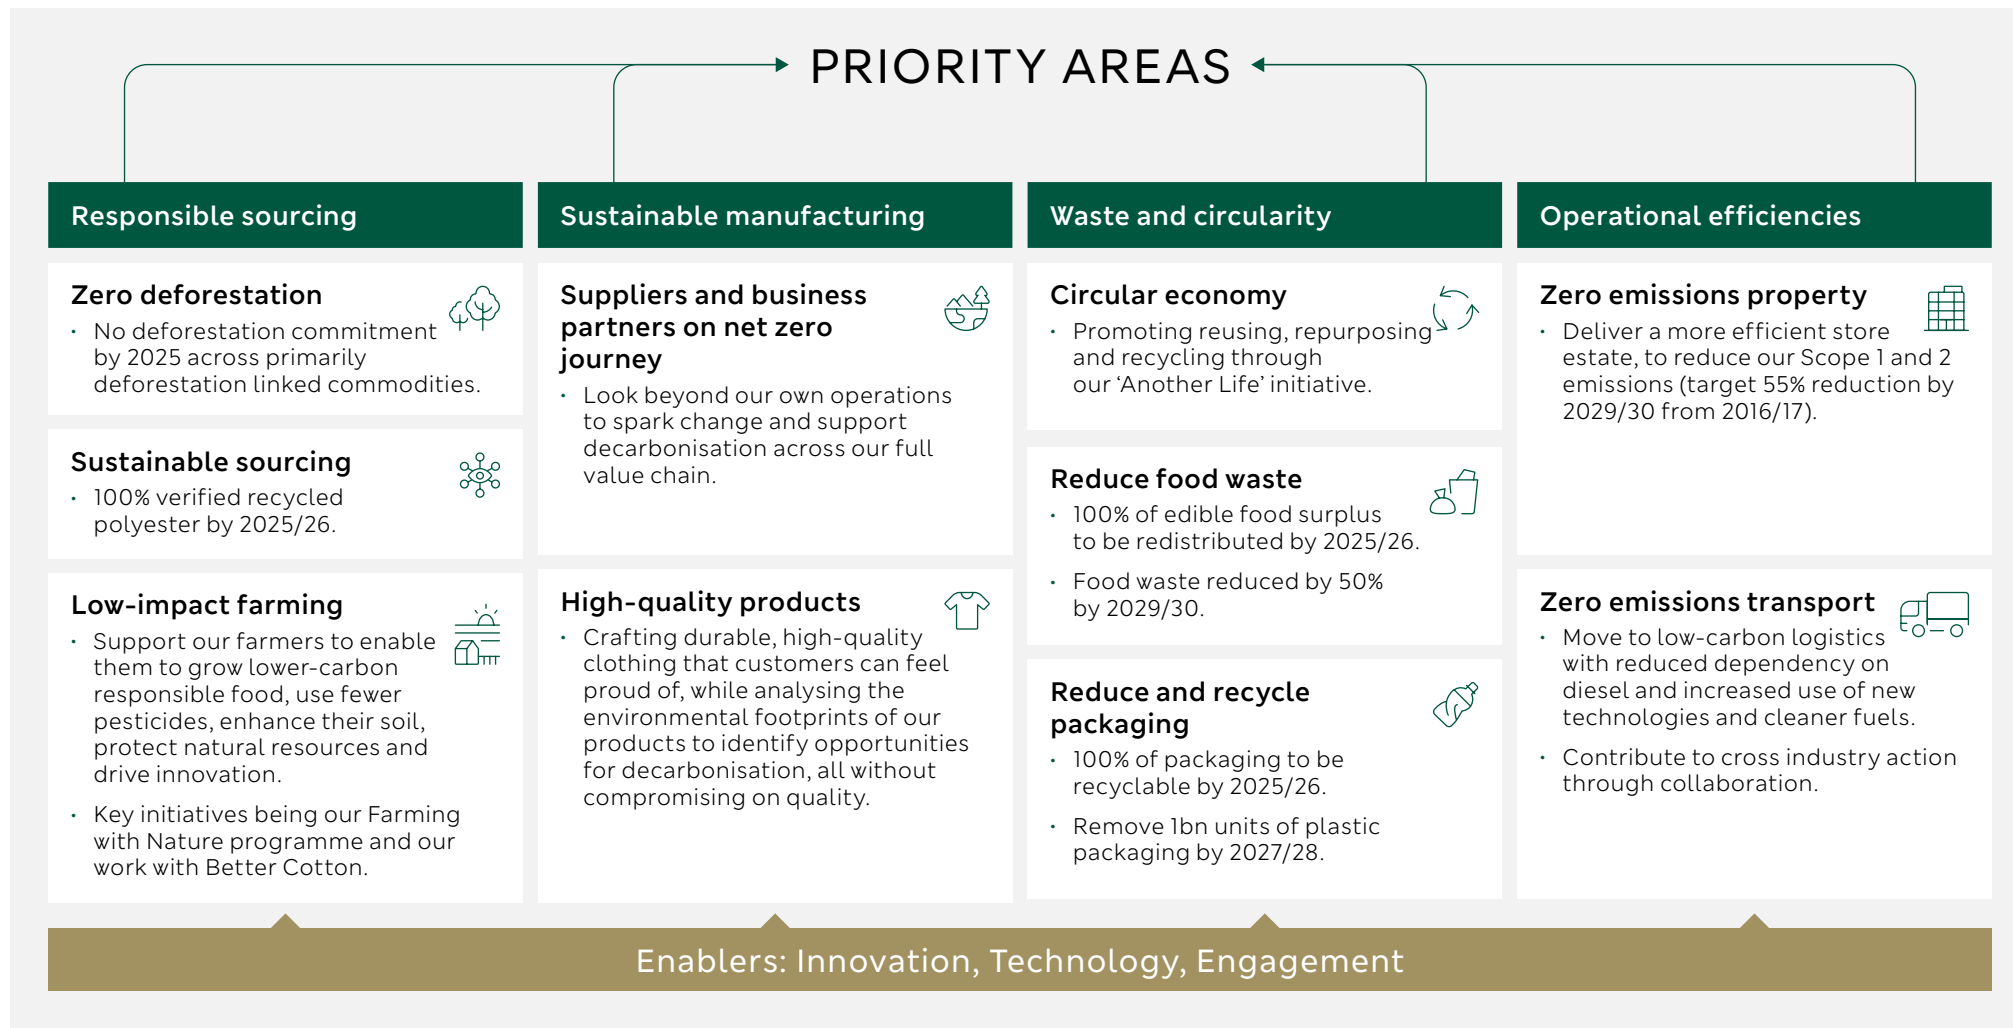 PRIORITY AREAS
Responsible sourcing
Zero deforestation
• No deforestation commitment
by 2025 across primarily
deforestation linked commodities.
Sustainable sourcing
• 100% verified recycled
polyester by 2025/26.
Low-impact farming
• Support our farmers to enable
them to grow lower-carbon
responsible food, use fewer
pesticides, enhance their soil,
protect natural resources and
drive innovation.
• Key initiatives being our Farming
with Nature programme and our
work with Better Cotton.
Sustainable manufacturing
Suppliers and business
partners on net zero
journey
• Look beyond our own operations
to spark change and support
decarbonisation across our full
value chain.
High-quality products
• Crafting durable, high-quality
clothing that customers can feel
proud of, while analysing the
environmental footprints of our
products to identify opportunities
for decarbonisation, all without
compromising on quality.
Waste and circularity
Circular economy
• Promoting reusing, repurposing
and recycling through
our ‘Another Life’ initiative.
Reduce food waste
• 100% of edible food surplus
to be redistributed by 2025/26.
• Food waste reduced by 50%
by 2029/30.
Reduce and recycle
packaging
• 100% of packaging to be
recyclable by 2025/26.
• Remove 1bn units of plastic
packaging by 2027/28.
Operational efficiencies
Zero emissions property
• Deliver a more efficient store
estate, to reduce our Scope 1 and 2
emissions (target 55% reduction by
2029/30 from 2016/17).
Zero emissions transport
• Move to low-carbon logistics
with reduced dependency on
diesel and increased use of new
technologies and cleaner fuels.
• Contribute to cross industry action
through collaboration.
Enablers: Innovation, Technology, Engagement